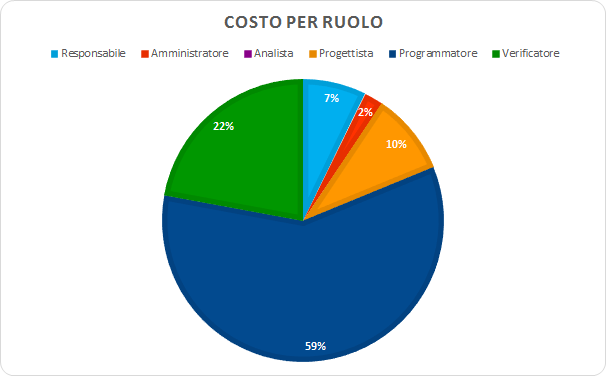 COSTO PER RUOLO
Responsabile Amministratore Analista Progettista Programmatore Verificatore
7%
2%
22%
10%
59%